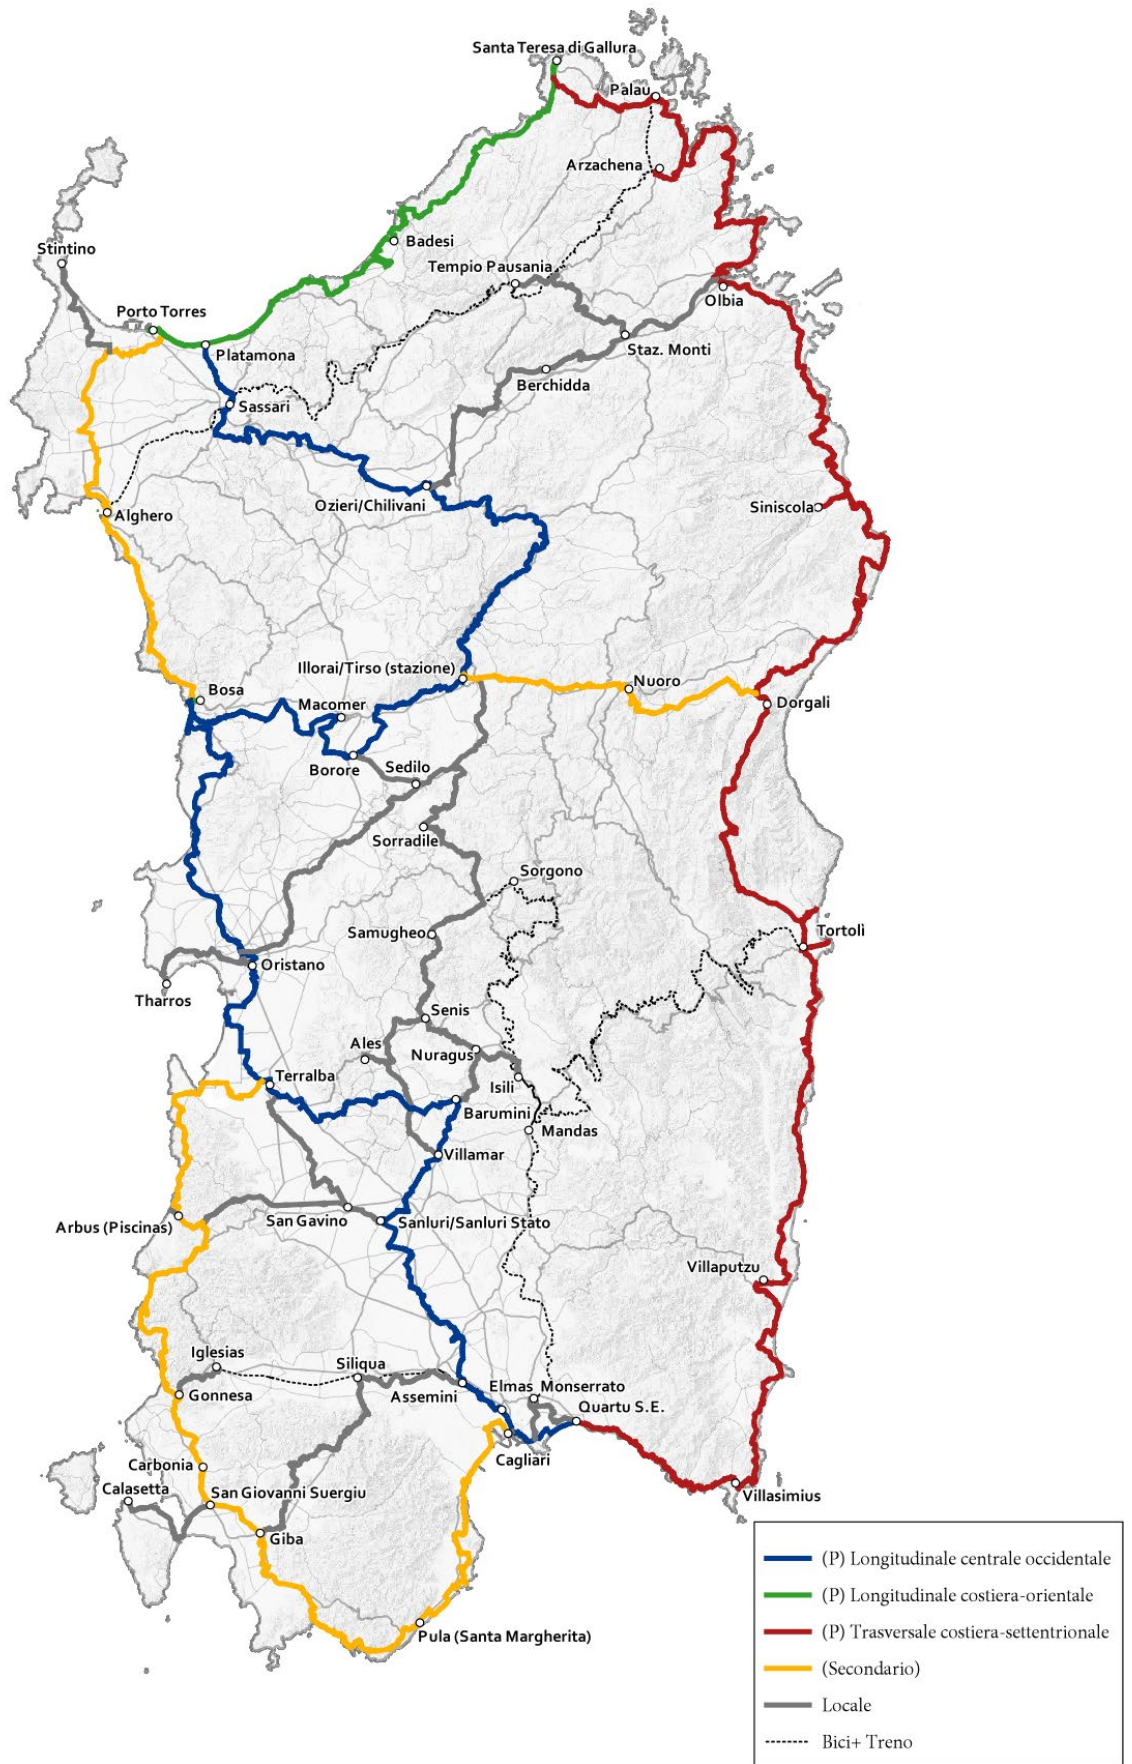 Santa Teresa di Gallura
Palau
Arzachena
Stintino
Badesi
Tempio Pausania
Porto Torres
Olbia
Platamona
Staz. Monti
Berchidda
Sassari
Ozieri/Chilivani
Siniscola
Alghero
Illorai/Tirso (stazione)
Nuoro
Bosa
Macomer
Dorgali
Borore
Sedilo
Sorradile
Sorgono
Samugheo
Tortolì
Oristano
Tharros
Senis
Ales
Nuragus
Terralba
Isili
Barumini
Mandas
Villamar
Arbus (Piscinas)
San Gavino
Sanluri/Sanluri Stato
Villaputzu
Iglesias
Siliqua
Gonnesa
Assemini
Elmas
Monserrato
Quartu S.E.
Cagliari
Carbonia
Calasetta
San Giovanni Suergiu
Villasimius
Giba
Pula (Santa Margherita)
(P) Longitudinale centrale occidentale
(P) Longitudinale costiera-orientale
(P) Trasversale costiera-settentrionale
(Secondario)
Locale
Bici+ Treno